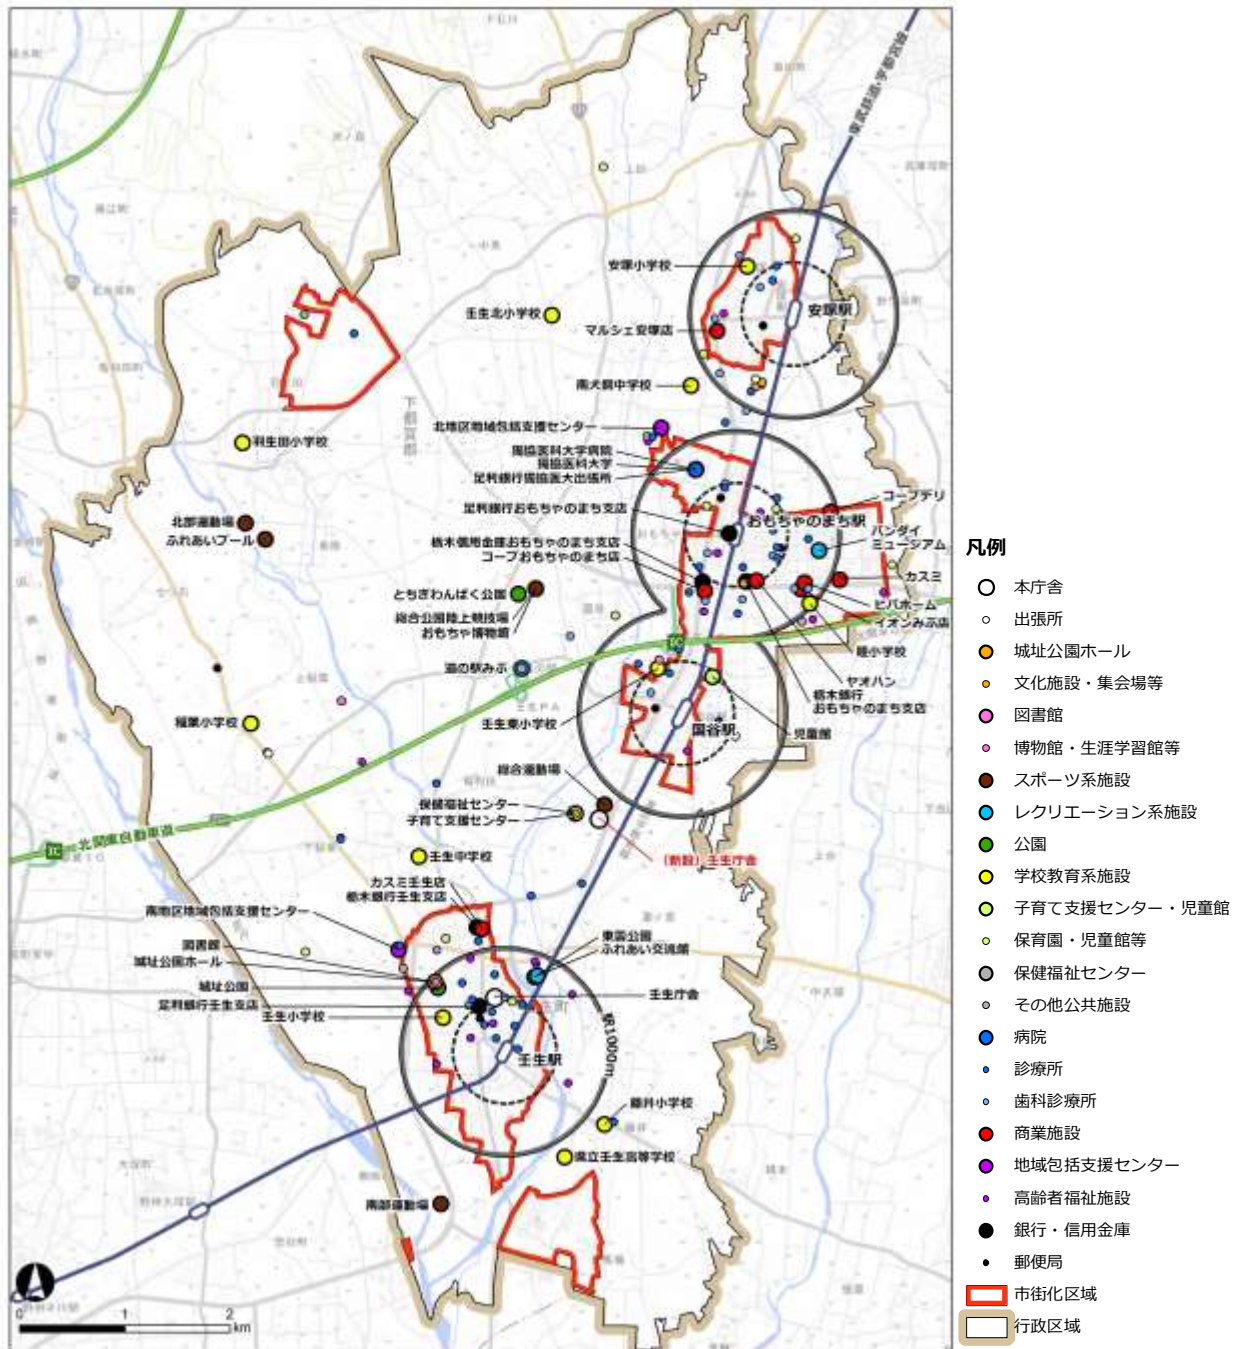 東武鉄道宇都宮線
安塚小学校
安塚駅
壬生北小学校
マルシェ安塚店
南犬飼中学校
北地区地域包括支援センター
獨協医科大学病院
獨協医科大学
足利銀行獨協医大出張所
羽生田小学校
下都賀郡
コープデリ
足利銀行おもちゃのまち支店
おもちゃのまち駅
バンダイ
ミュージアム
北部運動場
ふれあいプール
栃木信用金庫おもちゃのまち支店
コープおもちゃのまち店
カスミ
とちぎわんぱく公園
ヒバホーム
総合公園陸上競技場
おもちゃ博物館
イオンみぶ店
睦小学校
道の駅みぶ
ヤオハン
栃木銀行
おもちゃのまち支店
稲葉小学校
壬生東小学校
国谷駅
児童館
総合運動場
保健福祉センター
子育て支援センター
北関東自動車道
(新設)壬生庁舎
壬生中学校
カスミ壬生店
栃木銀行壬生支店
南地区地域包括支援センター
図書館
城址公園ホール
東雲公園
ふれあい交流館
城址公園
足利銀行壬生支店
壬生庁舎
壬生小学校
駅1000m
壬生駅
藤井小学校
県立壬生高等学校
南部運動場
0 1 2
km
凡例
本庁舎
出張所
城址公園ホール
文化施設・集会場等
図書館
博物館・生涯学習館等
スポーツ系施設
レクリエーション系施設
公園
学校教育系施設
子育て支援センター・児童館
保育園・児童館等
保健福祉センター
その他公共施設
病院
診療所
歯科診療所
商業施設
地域包括支援センター
高齢者福祉施設
銀行・信用金庫
郵便局
市街化区域
行政区域